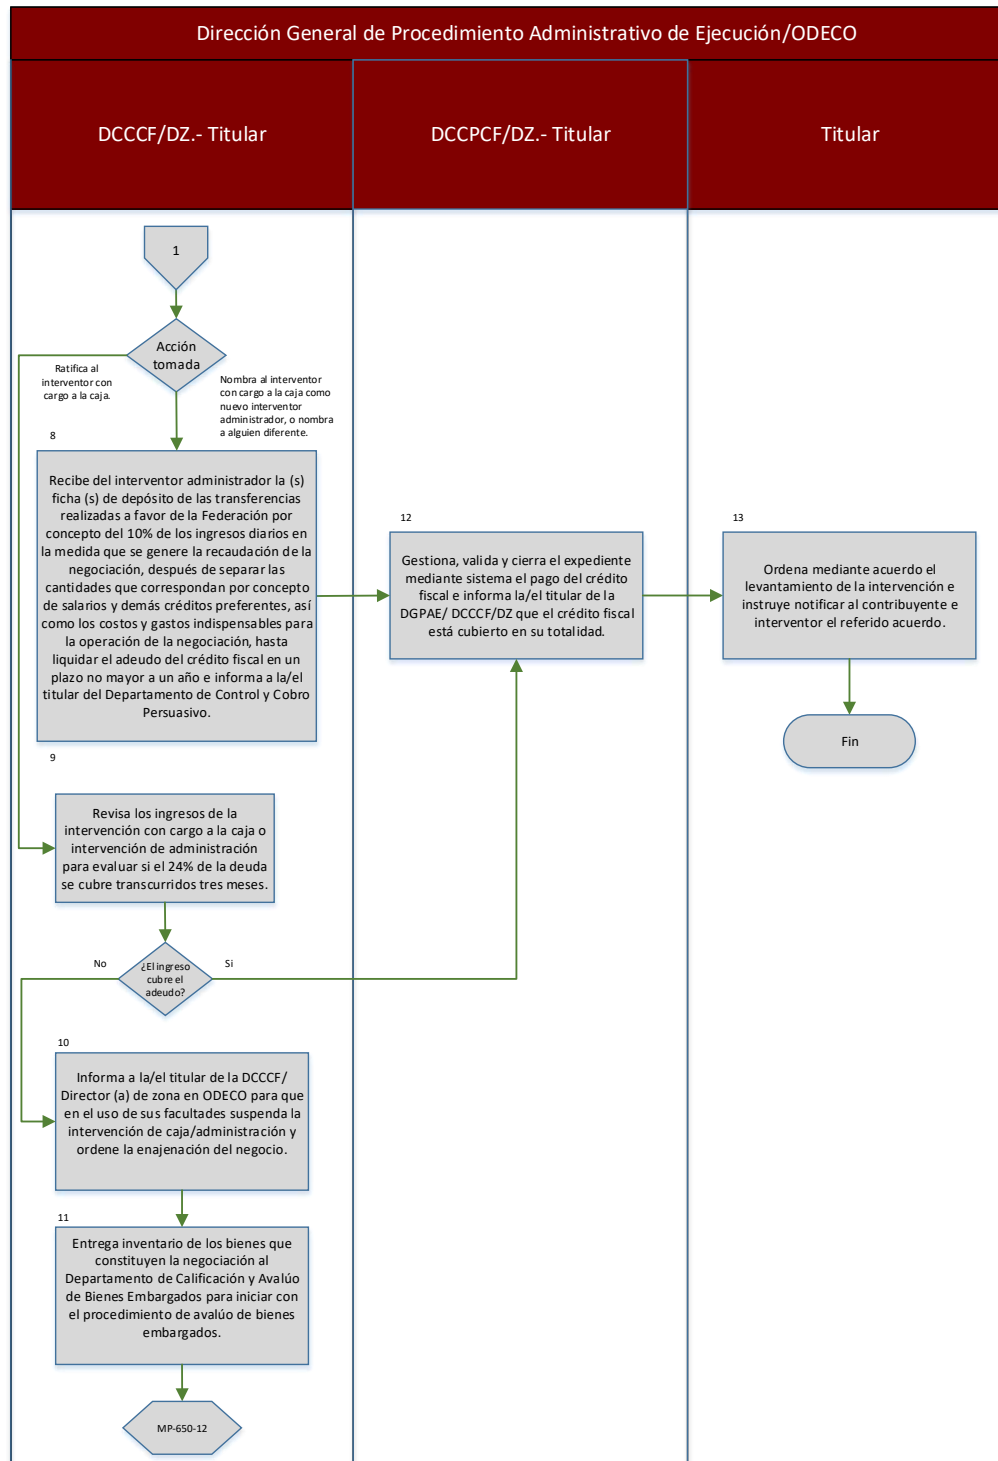 Dirección General de Procedimiento Administrativo de Ejecución/ODECO
DCCCF/DZ.- Titular
DCCPCF/DZ.- Titular
Titular
1
Acción
tomada
Ratifica al
interventor con
cargo a la caja.
Nombra al interventor
con cargo a la caja como
nuevo interventor
administrador, o nombra
a alguien diferente.
8
Recibe del interventor administrador la (s)
ficha (s) de depósito de las transferencias
realizadas a favor de la Federación por
concepto del 10% de los ingresos diarios en
la medida que se genere la recaudación de la
negociación, después de separar las
cantidades que correspondan por concepto
de salarios y demás créditos preferentes, así
como los costos y gastos indispensables para
la operación de la negociación, hasta
liquidar el adeudo del crédito fiscal en un
plazo no mayor a un año e informa a la/el
titular del Departamento de Control y Cobro
Persuasivo.
12
Gestiona, valida y cierra el expediente
mediante sistema el pago del crédito
fiscal e informa la/el titular de la
DGPAE/ DCCCF/DZ que el crédito fiscal
está cubierto en su totalidad.
13
Ordena mediante acuerdo el
levantamiento de la intervención e
instruye notificar al contribuyente e
interventor el referido acuerdo.
Fin
9
Revisa los ingresos de la
intervención con cargo a la caja o
intervención de administración
para evaluar si el 24% de la deuda
se cubre transcurridos tres meses.
No
¿El ingreso
cubre el
adeudo?
Si
10
Informa a la/el titular de la DCCCF/
Director (a) de zona en ODECO para que
en el uso de sus facultades suspenda la
intervención de caja/administración y
ordene la enajenación del negocio.
11
Entrega inventario de los bienes que
constituyen la negociación al
Departamento de Calificación y Avalúo
de Bienes Embargados para iniciar con
el procedimiento de avalúo de bienes
embargados.
MP-650-12